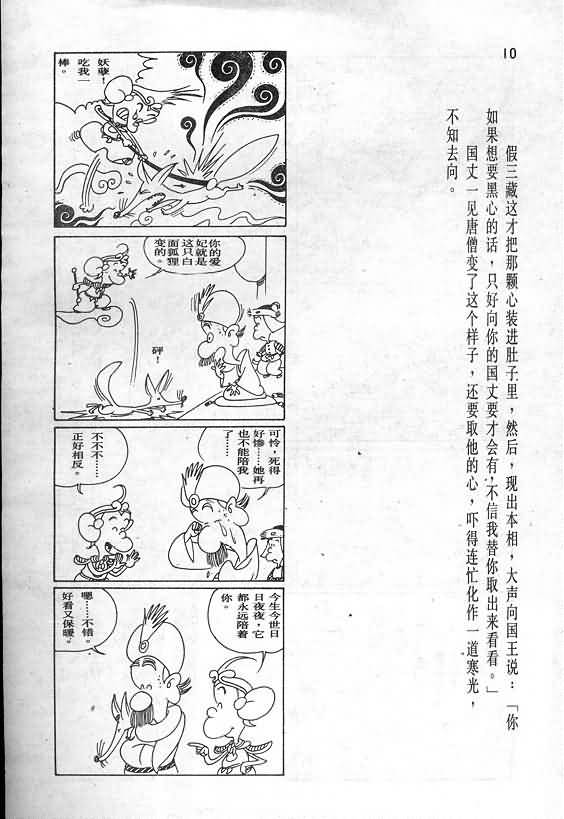 10
假三藏这才把那颗心装进肚子里，然后，现出本相，大声向国王说：「你
如果想要黑心的话，只好向你的国丈要才会有，不信我替你取出来看看。」
国丈一见唐僧变了这个样子，还要取他的心，吓得连忙化作一道寒光，
不知去向。
妖孽！
吃我一
棒。
你的爱
妃就是
这只白
面狐狸
变的。
砰！
可怜，死得
好惨……她再
也不能陪我
了……
不不不……
正好相反。
今生今世日
日夜夜，它
都永远陪着
你。
嗯……不错。
好看又保暖。